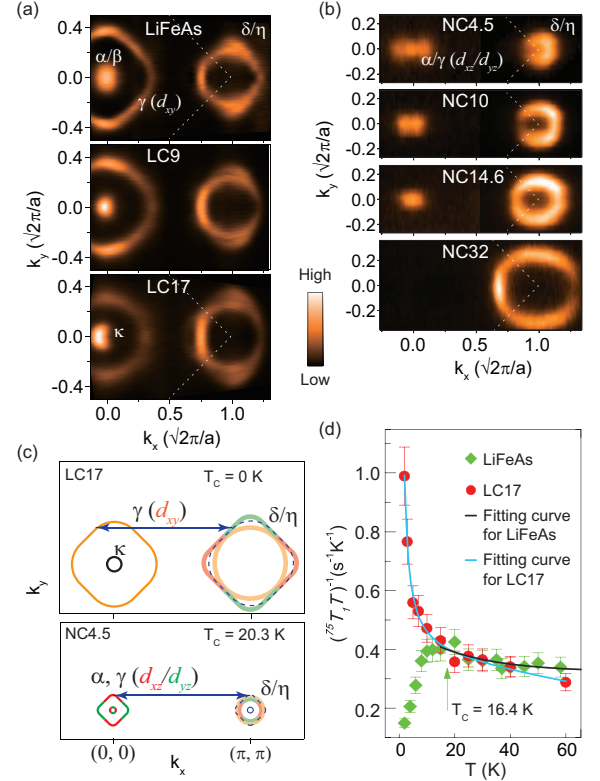 (a)
LiFeAs
δ/η
α/β
γ (dxy)
0.4
0.0
-0.4
LC9
0.4
0.0
-0.4
LC17
κ
0.4
0.0
-0.4
ky (√2π/a)
0.0
0.5
1.0
kx (√2π/a)
High
Low
(b)
NC4.5
δ/η
α/γ (dxz/dyz)
0.2
0.0
-0.2
NC10
0.2
0.0
-0.2
NC14.6
0.2
0.0
-0.2
NC32
0.2
0.0
-0.2
ky (√2π/a)
0.0
0.5
1.0
kx (√2π/a)
(c)
LC17
TC = 0 K
γ (dxy)
δ/η
κ
ky
NC4.5
TC = 20.3 K
α, γ (dxz/dyz)
δ/η
(0, 0)
kx
(π, π)
(d)
LiFeAs
LC17
Fitting curve
for LiFeAs
Fitting curve
for LC17
TC = 16.4 K
(⁷⁵T₁T)⁻¹(s⁻¹K⁻¹)
1.0
0.8
0.6
0.4
0.2
0
20
40
60
T (K)